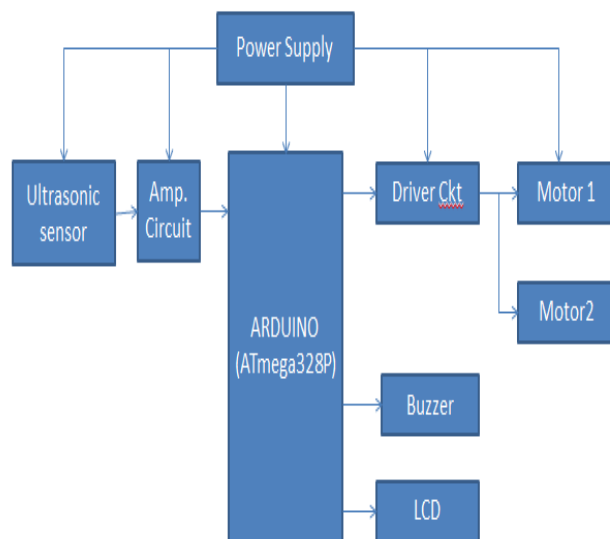 Power Supply
Ultrasonic
sensor
Amp.
Circuit
Driver Ckt
Motor 1
ARDUINO
(ATmega328P)
Motor2
Buzzer
LCD